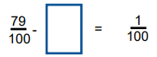 79/100 - □ = 1/100